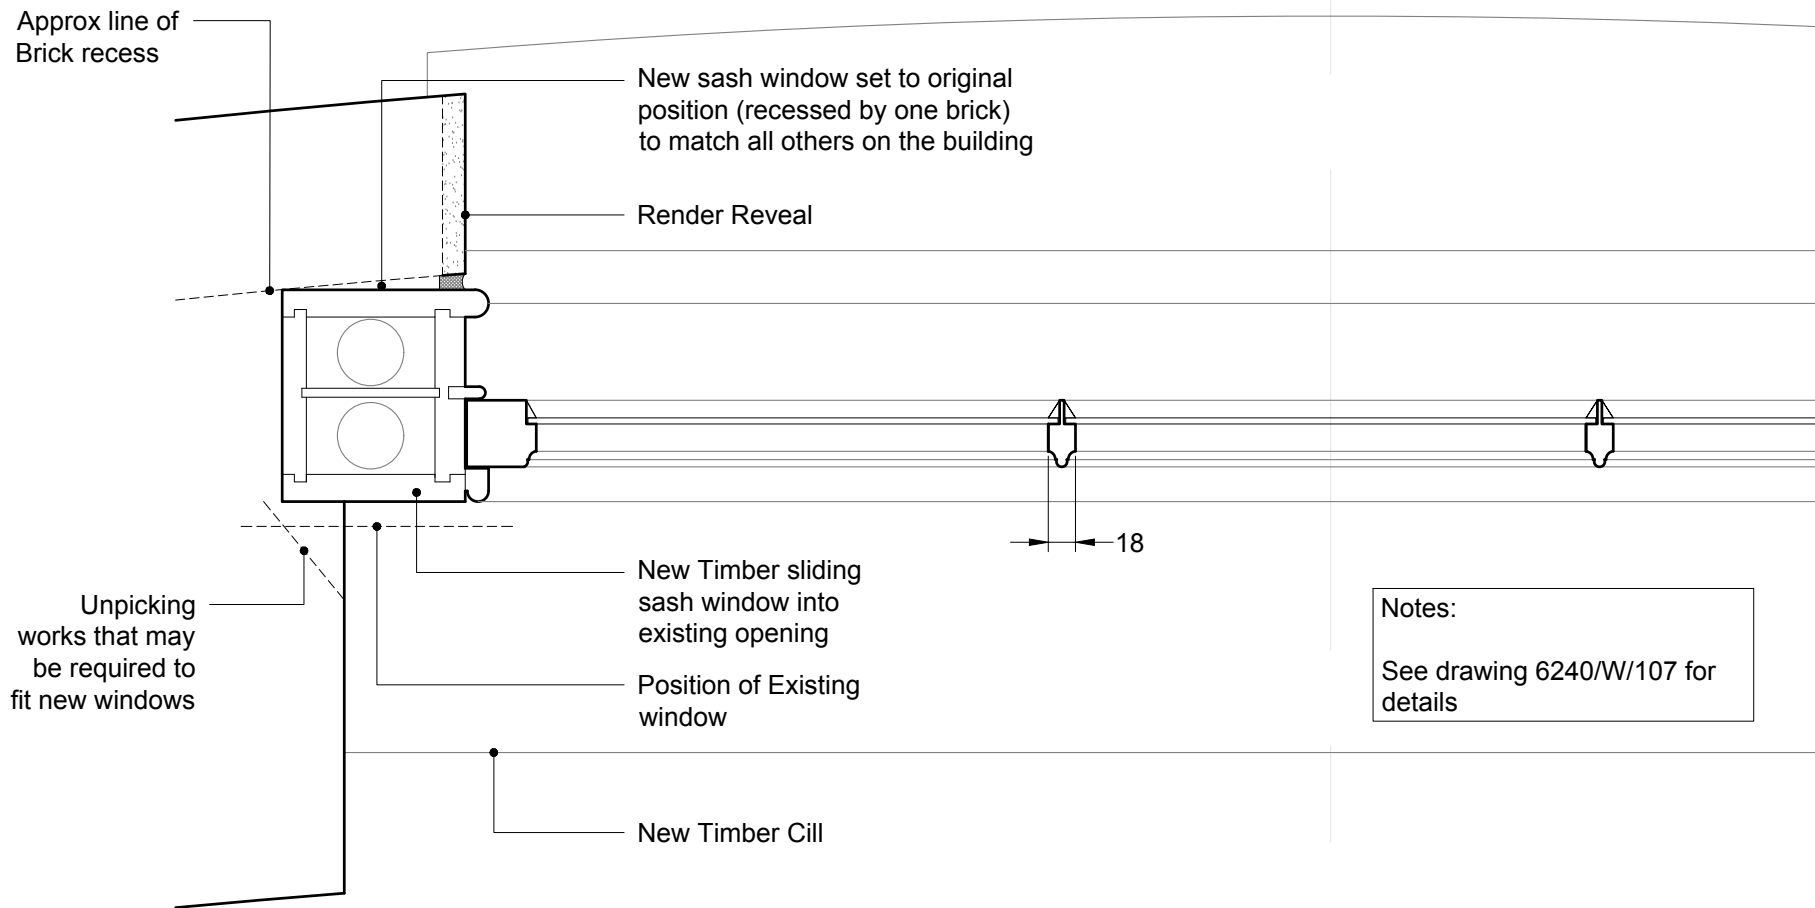 Approx line of
Brick recess
New sash window set to original
position (recessed by one brick)
to match all others on the building
Render Reveal
18
New Timber sliding
sash window into
existing opening
Unpicking
works that may
be required to
fit new windows
Position of Existing
window
Notes:
See drawing 6240/W/107 for
details
New Timber Cill